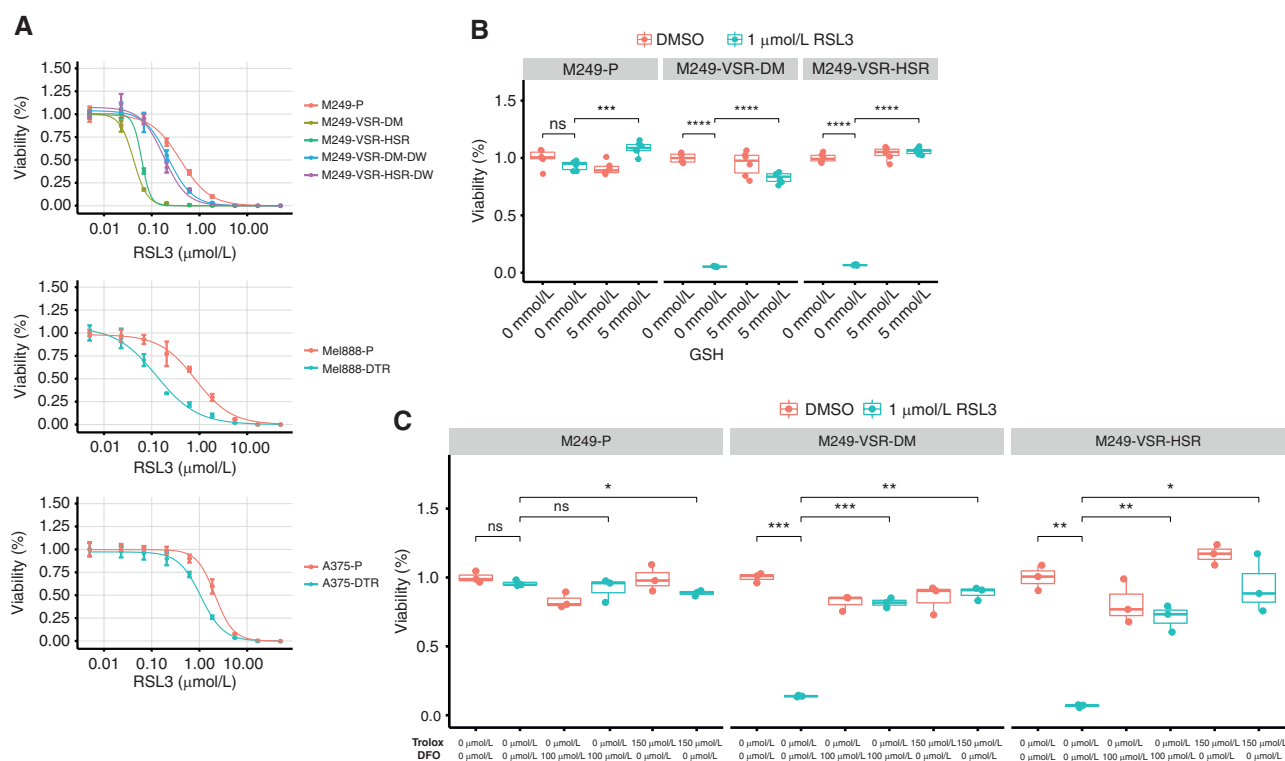 A
1.50
1.25
1.00
0.75
0.50
0.25
0.00
Viability (%)
0.01 0.10 1.00 10.00
RSL3 (μmol/L)
M249-P
M249-VSR-DM
M249-VSR-HSR
M249-VSR-DM-DW
M249-VSR-HSR-DW
1.50
1.25
1.00
0.75
0.50
0.25
0.00
Viability (%)
0.01 0.10 1.00 10.00
RSL3 (μmol/L)
Mel888-P
Mel888-DTR
1.50
1.25
1.00
0.75
0.50
0.25
0.00
Viability (%)
0.01 0.10 1.00 10.00
RSL3 (μmol/L)
A375-P
A375-DTR
B
DMSO 1 μmol/L RSL3
M249-P M249-VSR-DM M249-VSR-HSR
1.5
1.0
0.5
0.0
Viability (%)
*** **** ****
ns **** ****
0 mmol/L 0 mmol/L 5 mmol/L 5 mmol/L 0 mmol/L 0 mmol/L 5 mmol/L 5 mmol/L 0 mmol/L 0 mmol/L 5 mmol/L 5 mmol/L
GSH
C
DMSO 1 μmol/L RSL3
M249-P M249-VSR-DM M249-VSR-HSR
1.5
1.0
0.5
0.0
Viability (%)
* ** *
ns *** **
ns *** **
Trolox 0 μmol/L 0 μmol/L 0 μmol/L 0 μmol/L 150 μmol/L 150 μmol/L 0 μmol/L 0 μmol/L 0 μmol/L 0 μmol/L 150 μmol/L 150 μmol/L 0 μmol/L 0 μmol/L 0 μmol/L 0 μmol/L 150 μmol/L 150 μmol/L
DFO 0 μmol/L 0 μmol/L 100 μmol/L 100 μmol/L 0 μmol/L 0 μmol/L 0 μmol/L 0 μmol/L 100 μmol/L 100 μmol/L 0 μmol/L 0 μmol/L 0 μmol/L 0 μmol/L 100 μmol/L 100 μmol/L 0 μmol/L 0 μmol/L